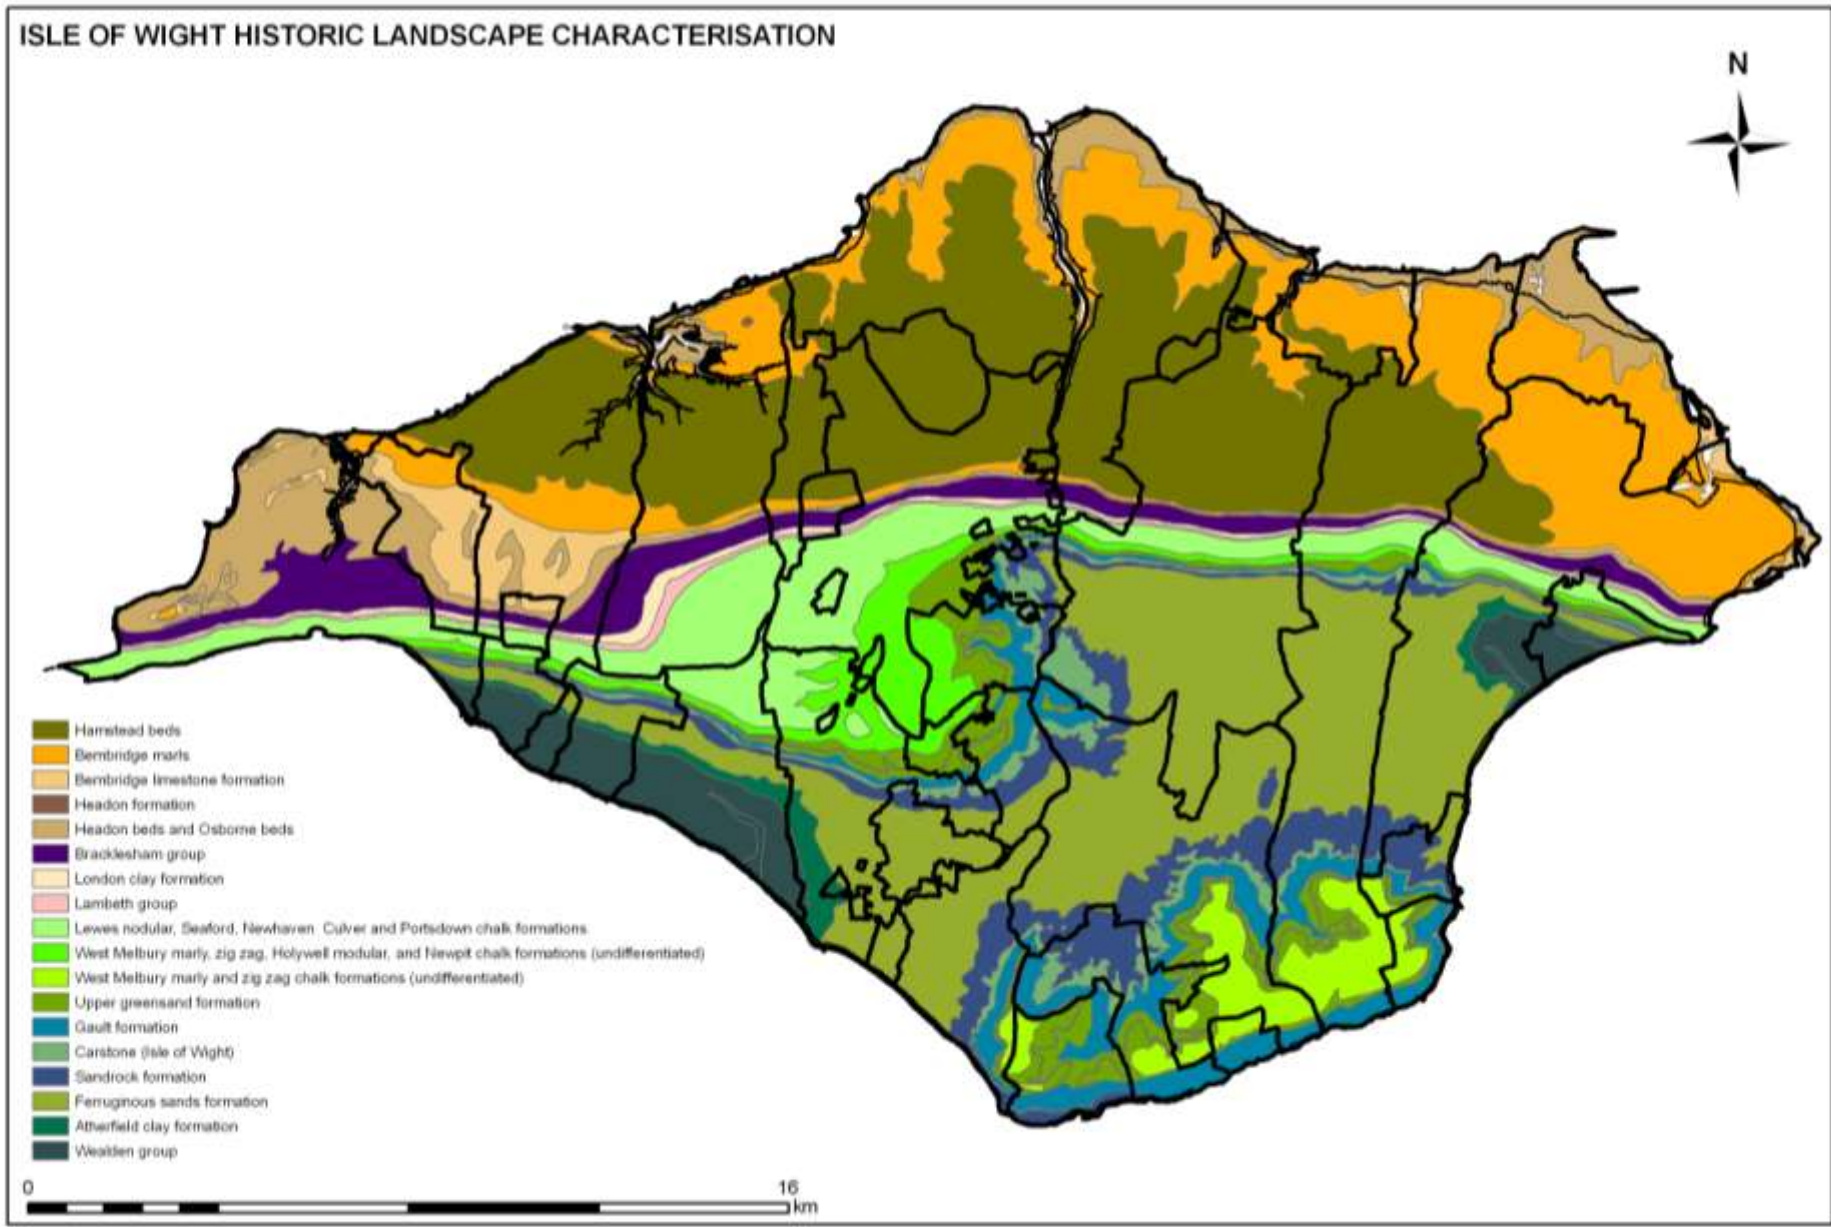 ISLE OF WIGHT HISTORIC LANDSCAPE CHARACTERISATION
N
Hamstead beds
Bembridge marls
Bembridge limestone formation
Headon formation
Headon beds and Osborne beds
Bracklesham group
London clay formation
Lambeth group
Lewes nodular, Seaford, Newhaven, Culver and Portsdown chalk formations
West Melbury marly, zig zag, Holywell modular, and Newpit chalk formations (undifferentiated)
West Melbury marly and zig zag chalk formations (undifferentiated)
Upper greensand formation
Gault formation
Carstone (Isle of Wight)
Sandrock formation
Ferruginous sands formation
Atherfield clay formation
Wealden group
0 16
km